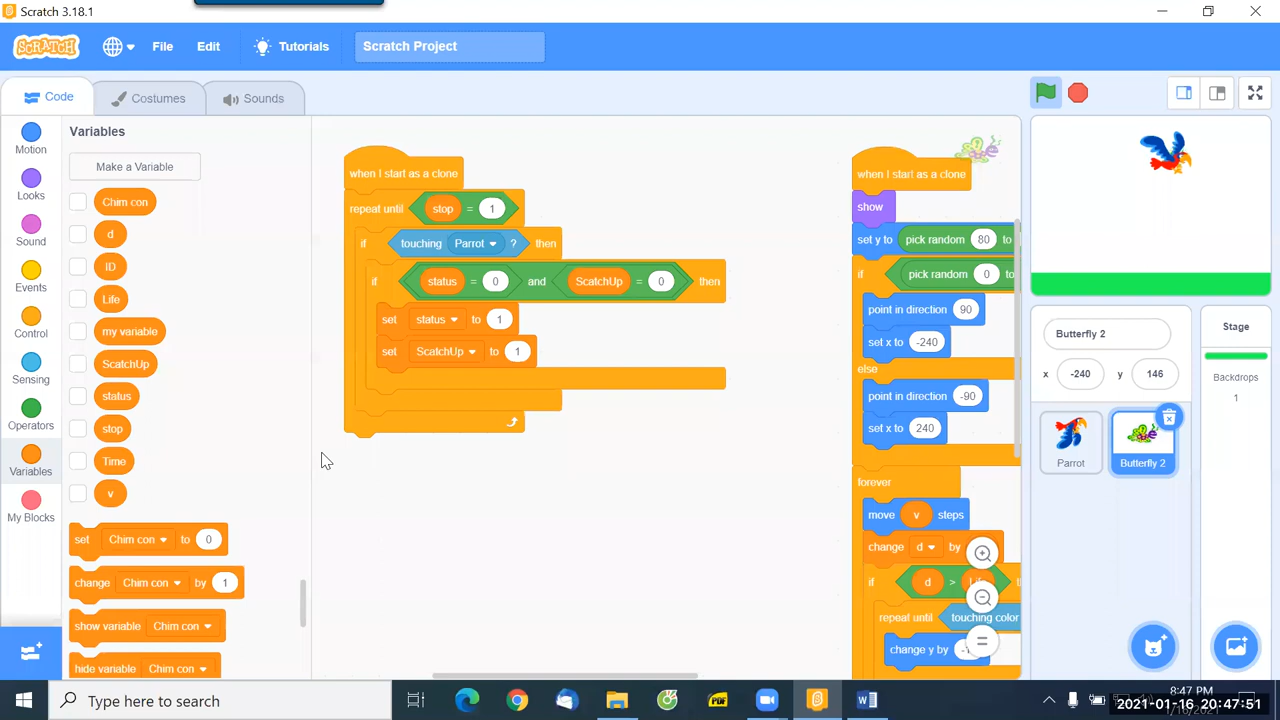 Scratch 3.18.1
SCRATCH
File
Edit
Tutorials
Scratch Project
Code
Costumes
Sounds
Motion
Looks
Sound
Events
Control
Sensing
Operators
Variables
My Blocks
Variables
Make a Variable
Chim con
d
ID
Life
my variable
ScatchUp
status
stop
Time
v
set Chim con to 0
change Chim con by 1
show variable Chim con
hide variable Chim con
when I start as a clone
repeat until stop = 1
if touching Parrot ? then
if status = 0 and ScatchUp = 0 then
set status to 1
set ScatchUp to 1
when I start as a clone
show
set y to pick random 80 to
if pick random 0 to
point in direction 90
set x to -240
else
point in direction -90
set x to 240
forever
move v steps
change d by
if d >
repeat until touching color
change y by
Butterfly 2
x -240 y 146
Parrot
Butterfly 2
Stage
Backdrops
1
Type here to search
PDF
8:47 PM
2021-01-16 20:47:51